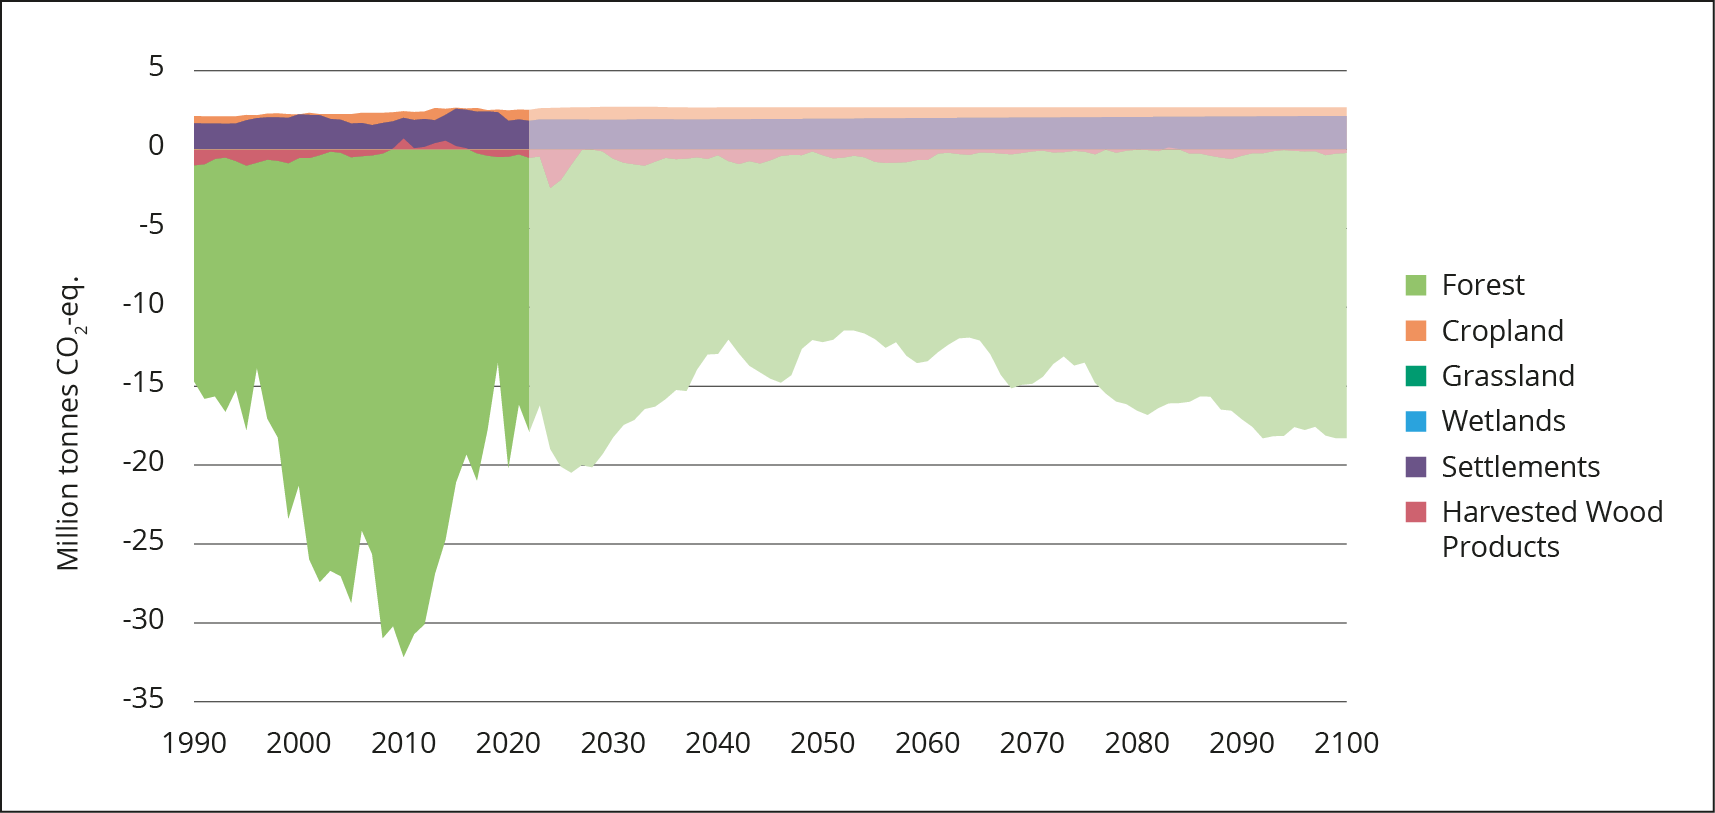 5
0
-5
-10
-15
-20
-25
-30
-35
Million tonnes CO₂-eq.
1990 2000 2010 2020 2030 2040 2050 2060 2070 2080 2090 2100
Forest
Cropland
Grassland
Wetlands
Settlements
Harvested Wood
Products